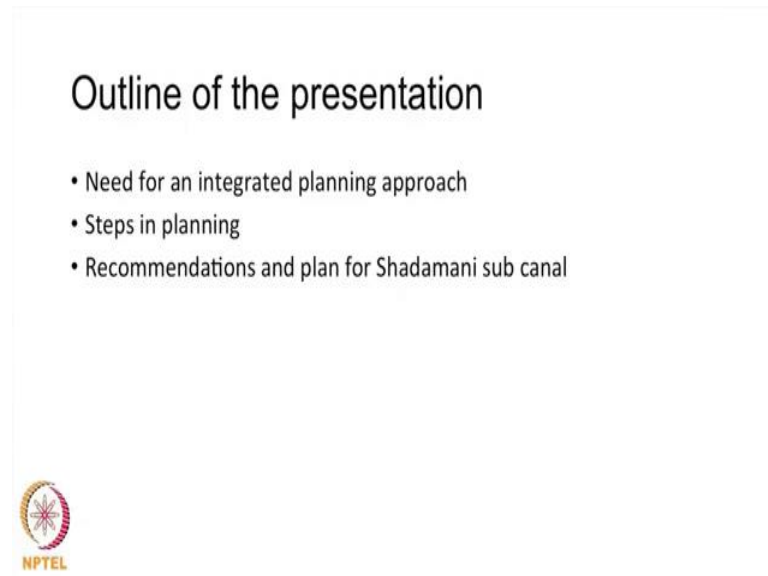 Outline of the presentation
• Need for an integrated planning approach
• Steps in planning
• Recommendations and plan for Shadamani sub canal
NPTEL